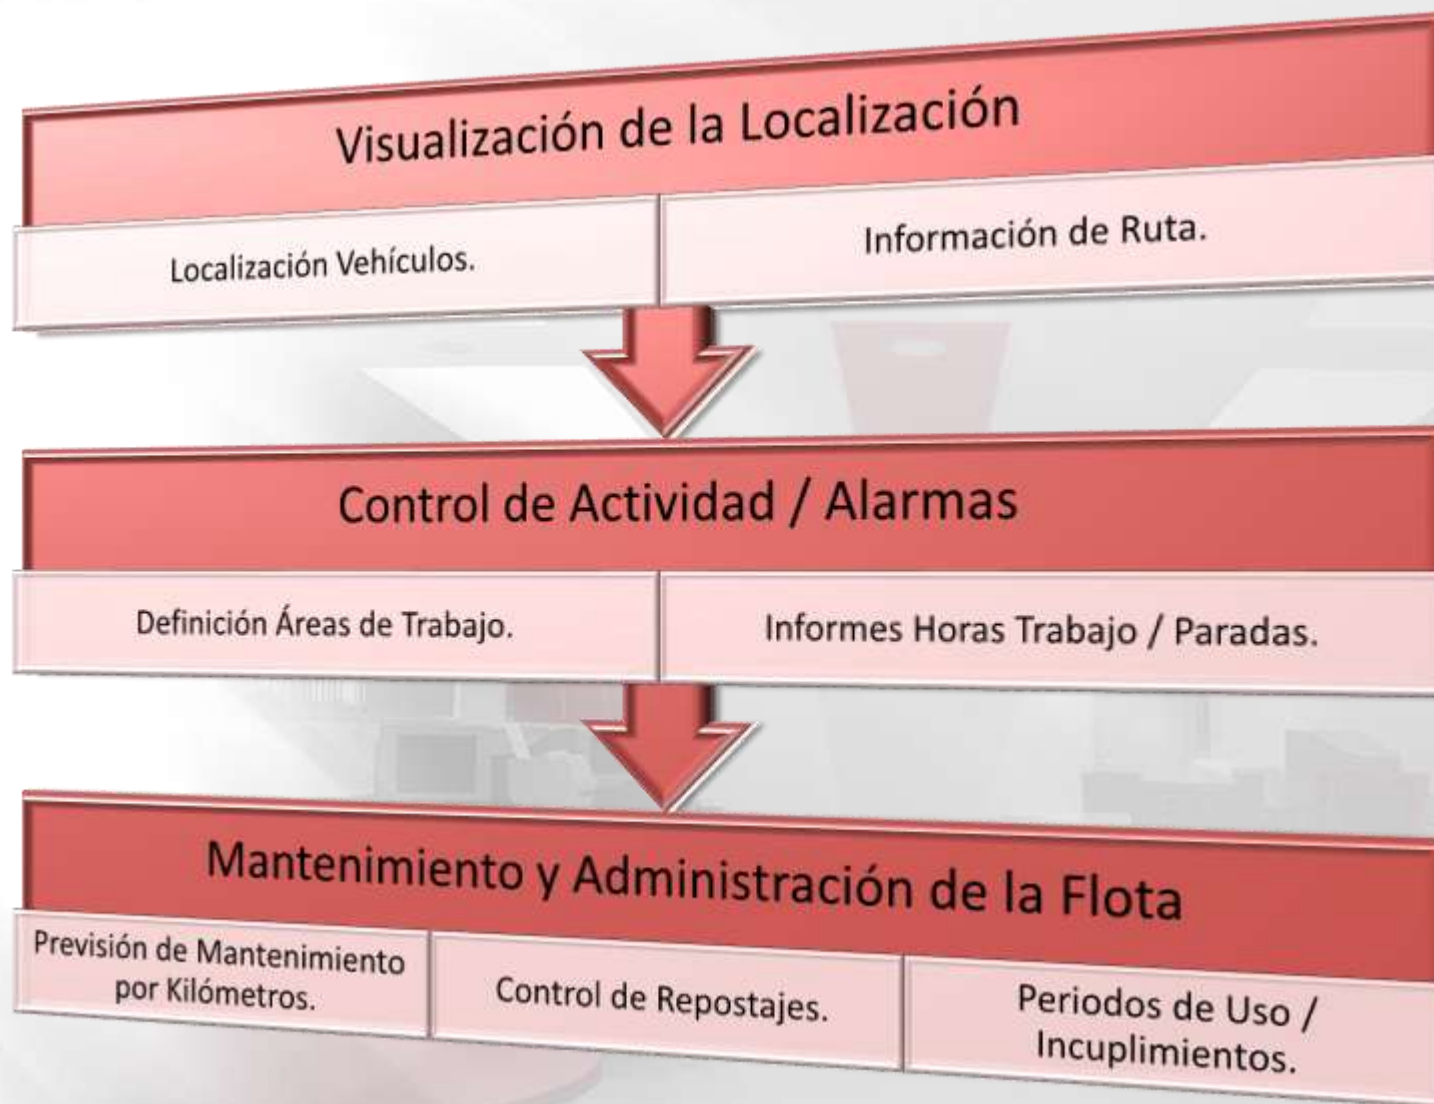 Visualización de la Localización
Localización Vehículos.
Información de Ruta.
Control de Actividad / Alarmas
Definición Áreas de Trabajo.
Informes Horas Trabajo / Paradas.
Mantenimiento y Administración de la Flota
Previsión de Mantenimiento
por Kilómetros.
Control de Repostajes.
Periodos de Uso /
Incuplimientos.